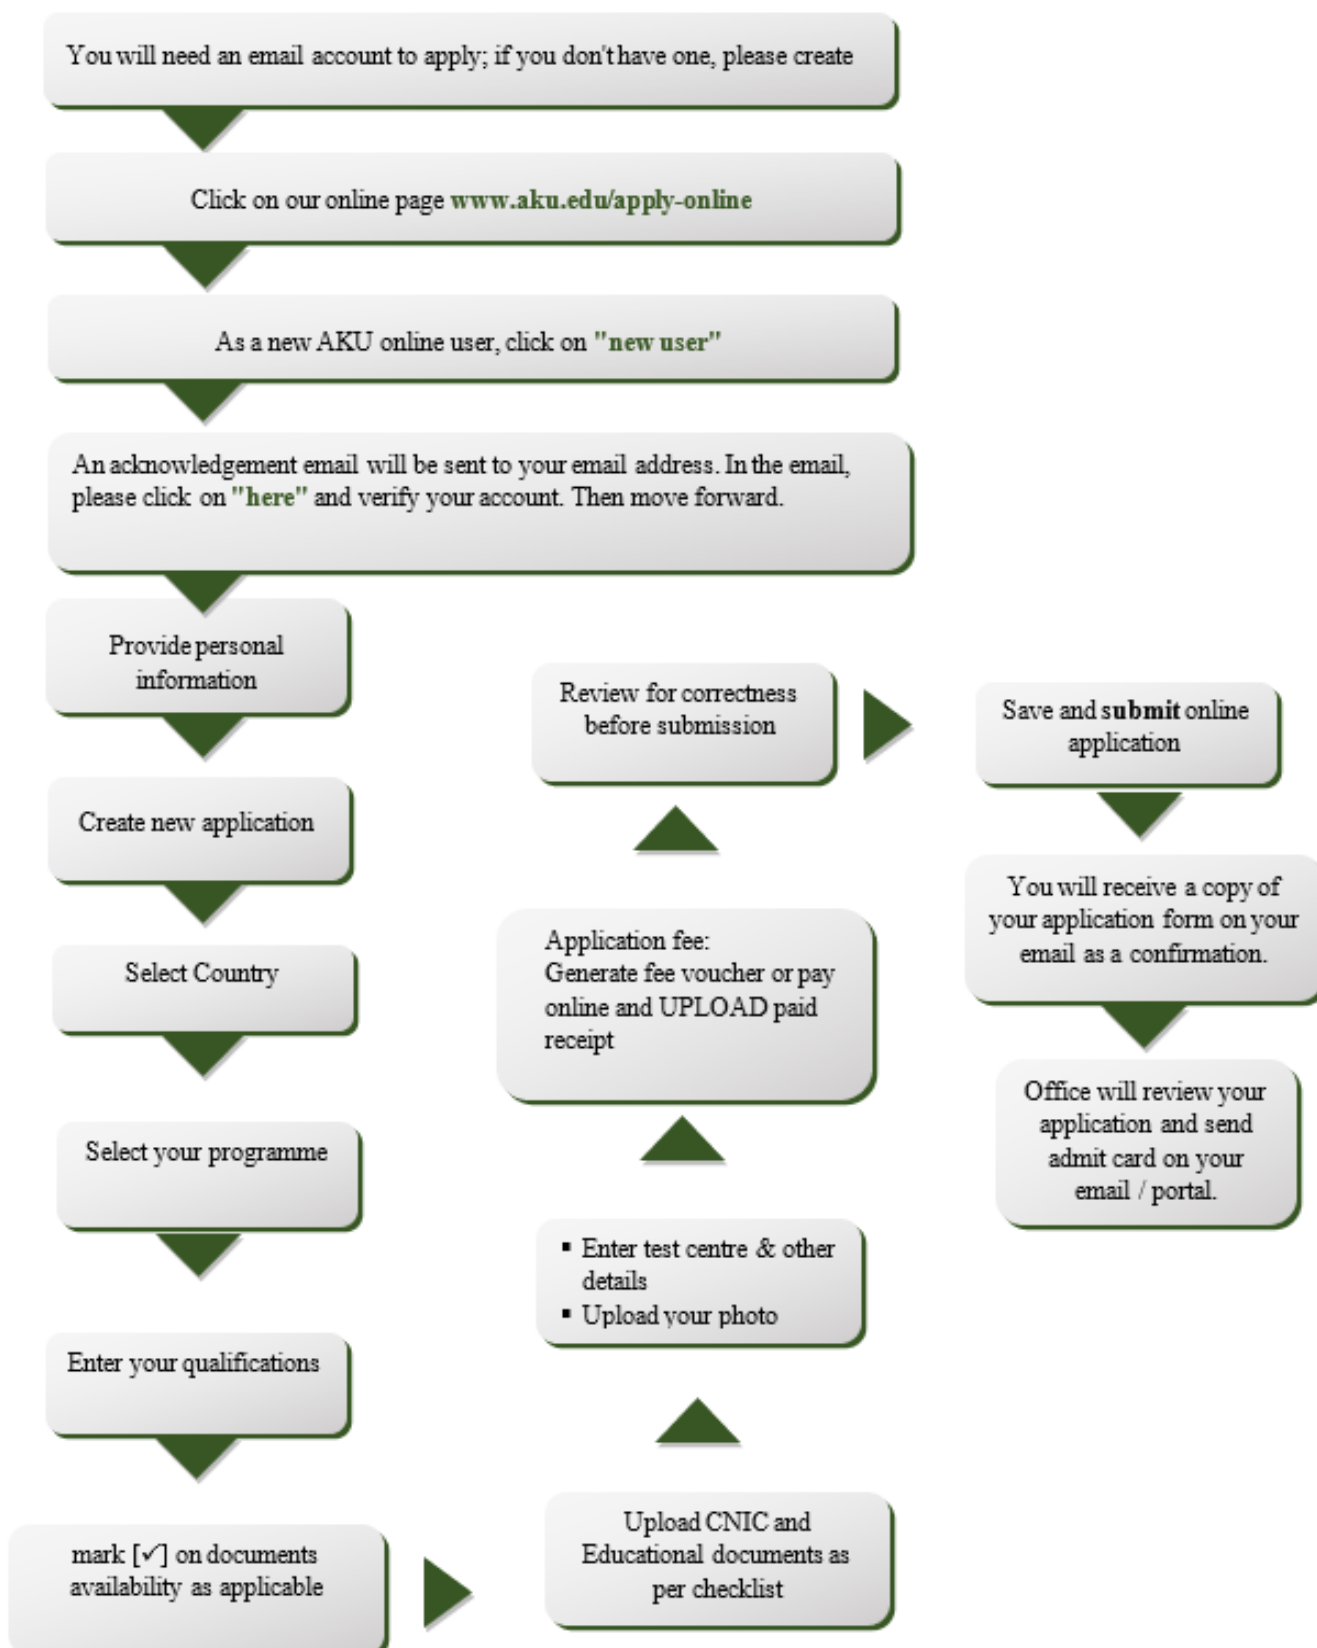 You will need an email account to apply; if you don't have one, please create
Click on our online page www.aku.edu/apply-online
As a new AKU online user, click on "new user"
An acknowledgement email will be sent to your email address. In the email,
please click on "here" and verify your account. Then move forward.
Provide personal
information
Create new application
Select Country
Select your programme
Enter your qualifications
mark [✓] on documents
availability as applicable
Upload CNIC and
Educational documents as
per checklist
▪ Enter test centre & other
details
▪ Upload your photo
Application fee:
Generate fee voucher or pay
online and UPLOAD paid
receipt
Review for correctness
before submission
Save and submit online
application
You will receive a copy of
your application form on your
email as a confirmation.
Office will review your
application and send
admit card on your
email / portal.